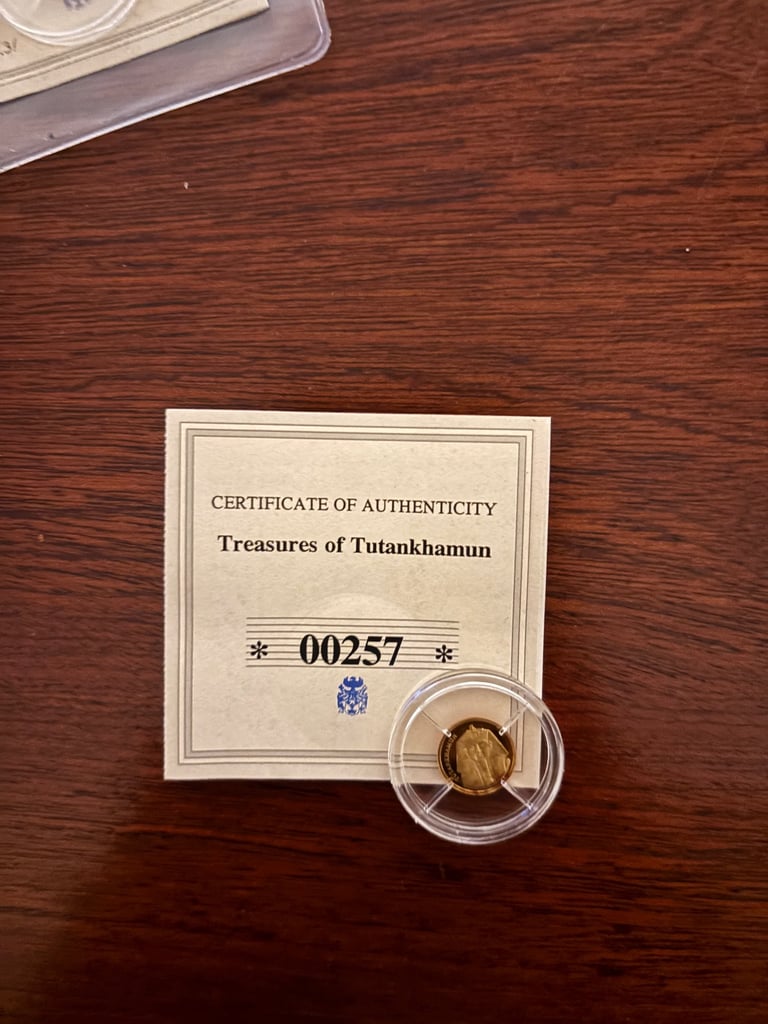 CERTIFICATE OF AUTHENTICITY
Treasures of Tutankhamun
* 00257 *